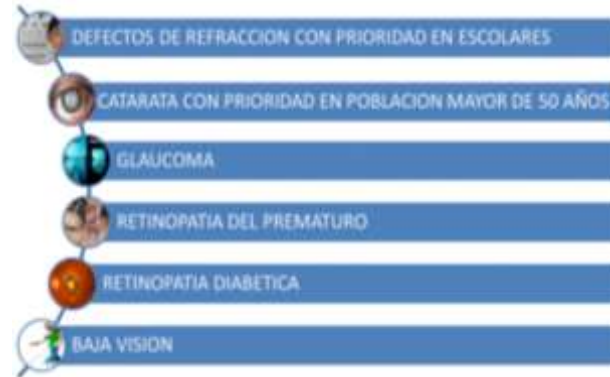 DEFECTOS DE REFRACCION CON PRIORIDAD EN ESCOLARES
CATARATA CON PRIORIDAD EN POBLACION MAYOR DE 50 AÑOS
GLAUCOMA
RETINOPATIA DEL PREMATURO
RETINOPATIA DIABETICA
BAJA VISION